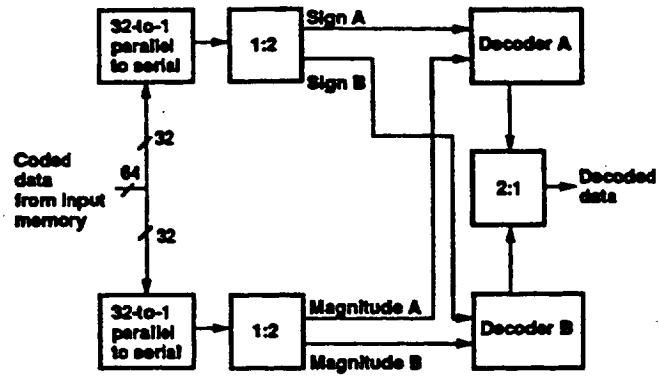 32-to-1
parallel
to serial
1:2
Sign A
Sign B
Decoder A
32
64
Coded
data
from input
memory
32
2:1
Decoded
data
32-to-1
parallel
to serial
1:2
Magnitude A
Magnitude B
Decoder B